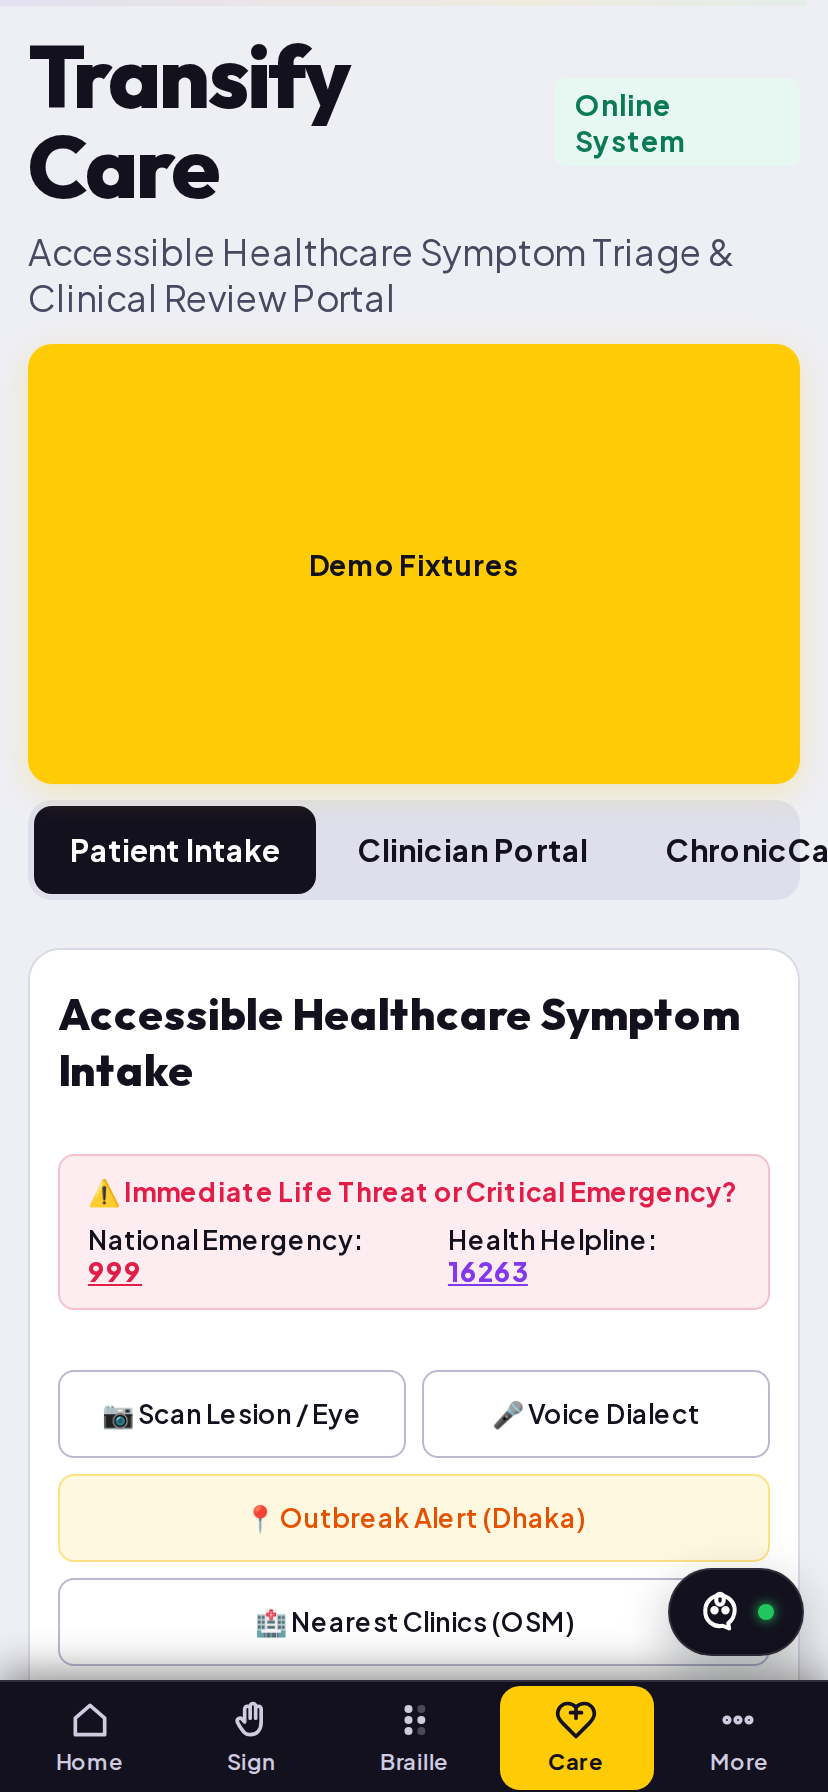 Transify
Care
Online
System
Accessible Healthcare Symptom Triage &
Clinical Review Portal
Demo Fixtures
Patient Intake
Clinician Portal
ChronicCa
Accessible Healthcare Symptom
Intake
⚠️ Immediate Life Threat or Critical Emergency?
National Emergency:
999
Health Helpline:
16263
📷 Scan Lesion / Eye
🎤 Voice Dialect
📍 Outbreak Alert (Dhaka)
🏥 Nearest Clinics (OSM)
Home
Sign
Braille
Care
More